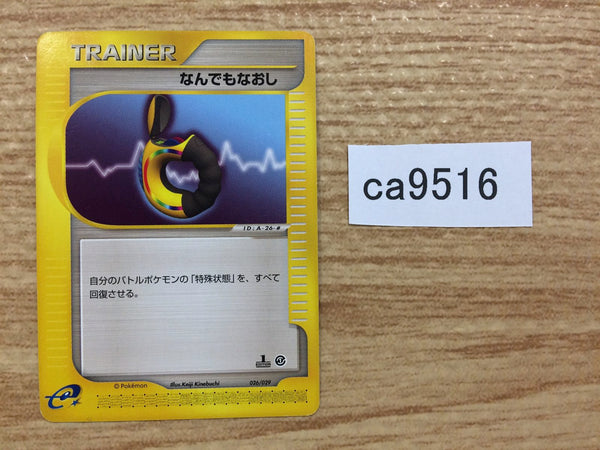 TRAINER
なんでもなおし
ID:A-26-#
自分のバトルポケモンの「特殊状態」を、すべて
回復させる。
1
EDITION
© Pokémon
Illus.Keiji Kinebuchi
026/029
e
ca9516